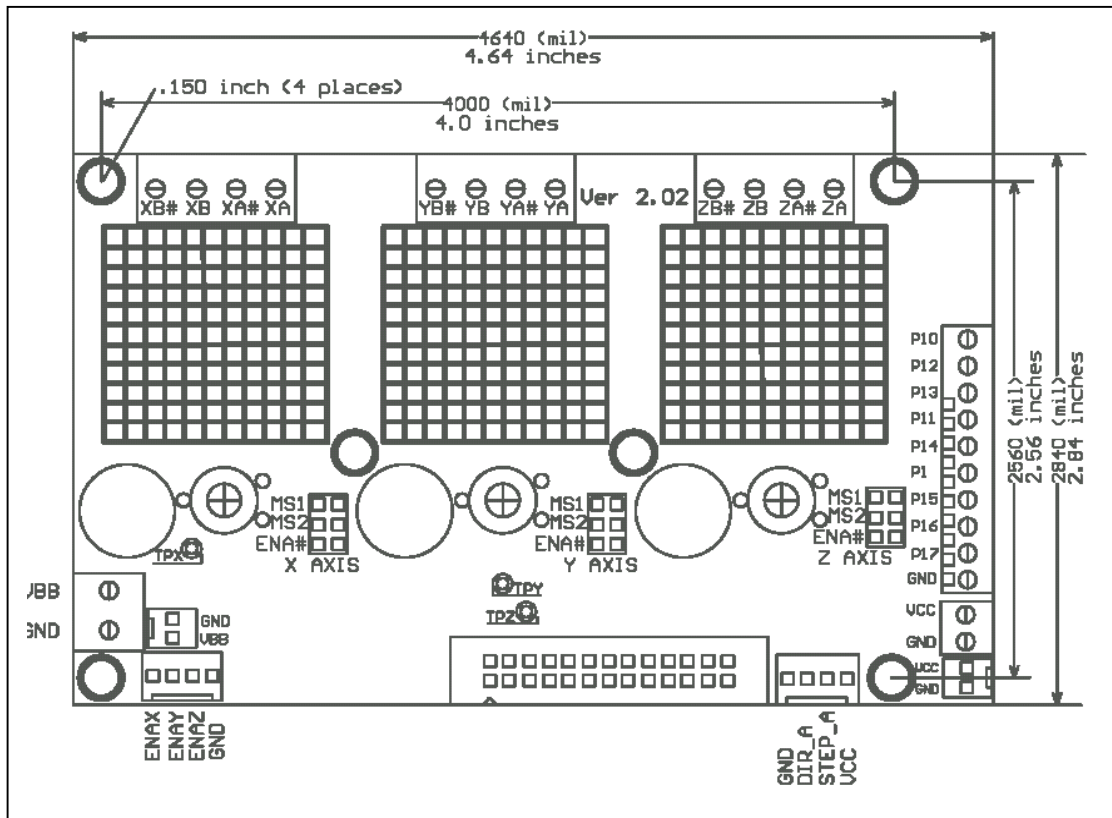 4640 (mil)
4.64 inches
.150 inch (4 places)
4000 (mil)
4.0 inches
XB# XB XA# XA
YB# YB YA# YA
Ver 2.02
ZB# ZB ZA# ZA
P10
P12
P13
P11
P14
P1
P15
P16
P17
GND
2560 (mil)
2.56 inches
2840 (mil)
2.84 inches
MS1
MS2
ENA#
X AXIS
MS1
MS2
ENA#
Y AXIS
MS1
MS2
ENA#
Z AXIS
TPX
TPY
TPZ
VBB
GND
GND
VBB
VCC
GND
VCC
GND
ENAX
ENAY
ENAZ
GND
GND
DIR_A
STEP_A
VCC